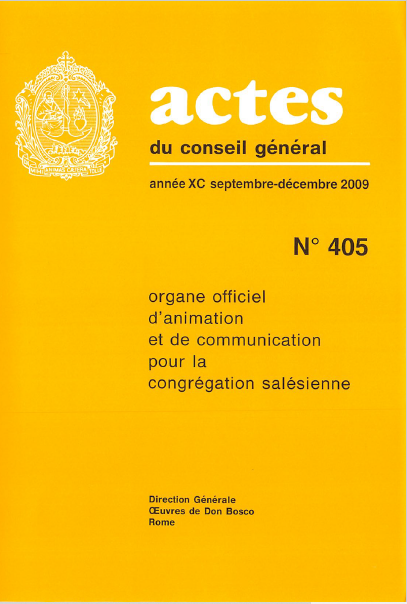 actes
du conseil général
année XC septembre-décembre 2009
N° 405
organe officiel
d'animation
et de communication
pour la
congrégation salésienne
Direction Générale
Œuvres de Don Bosco
Rome